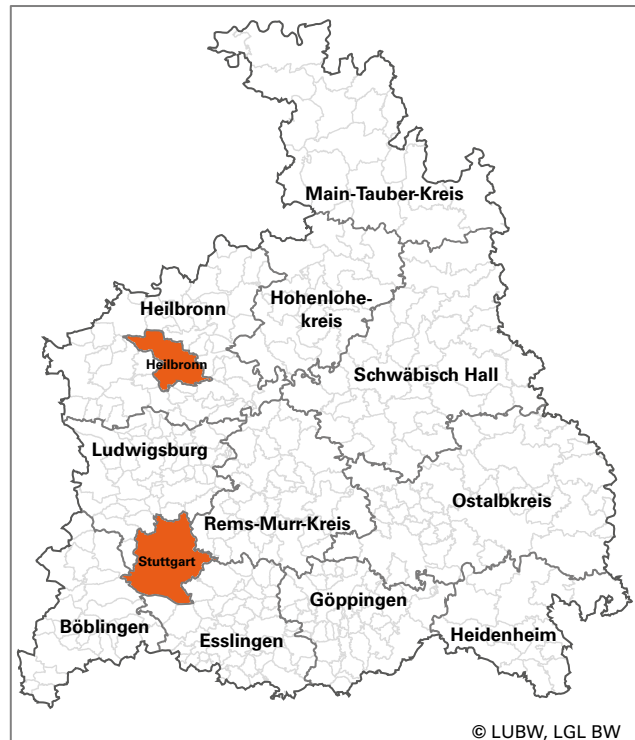 Main-Tauber-Kreis
Hohenlohe-
kreis
Heilbronn
Heilbronn
Schwäbisch Hall
Ludwigsburg
Ostalbkreis
Rems-Murr-Kreis
Stuttgart
Göppingen
Böblingen
Esslingen
Heidenheim
© LUBW, LGL BW